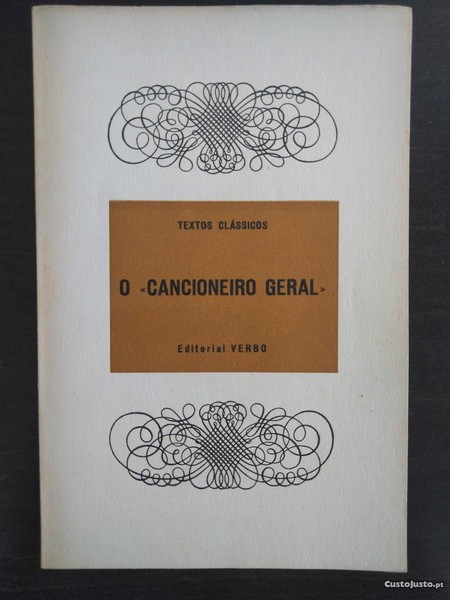 TEXTOS CLÁSSICOS
O «CANCIONEIRO GERAL»
Editorial VERBO
CustoJusto.pt